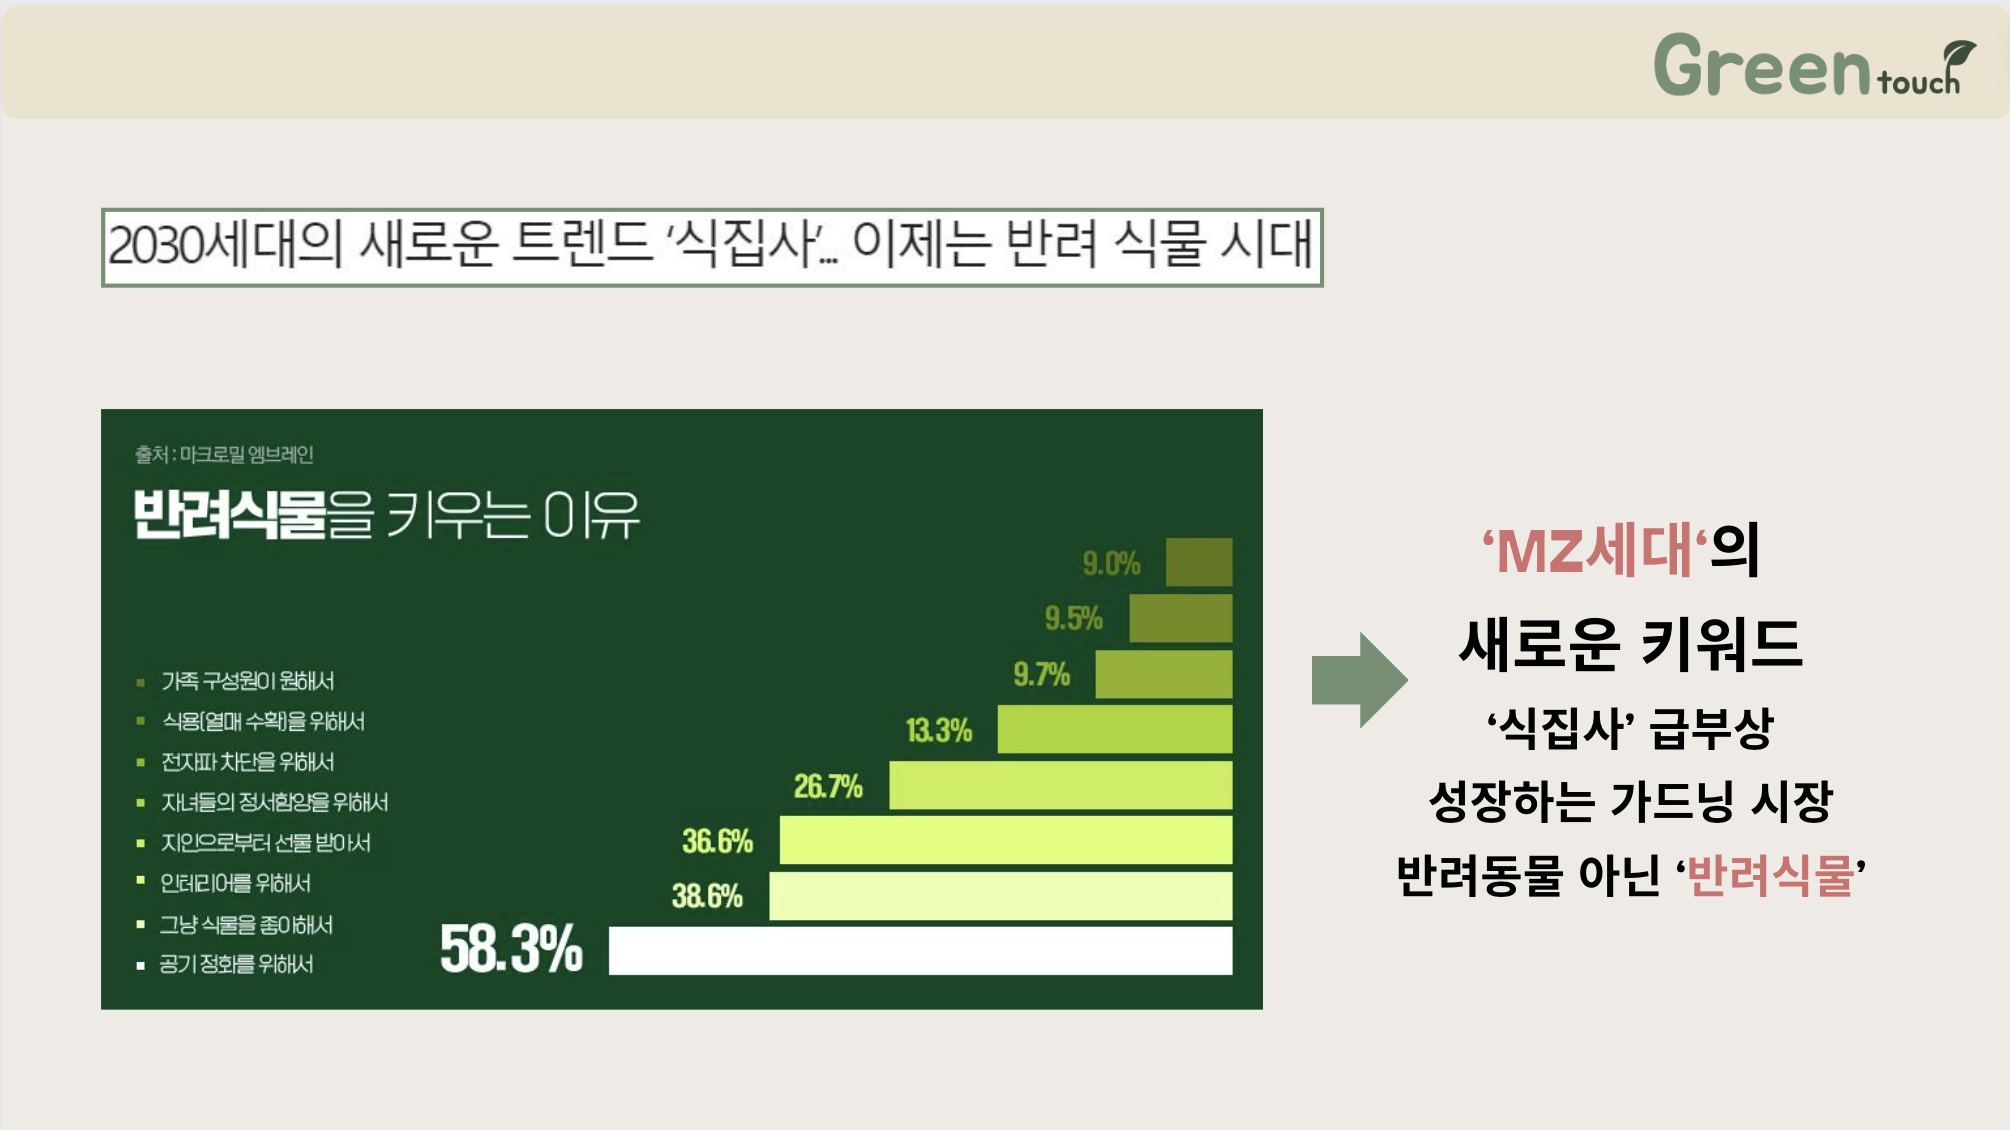 Green touch
2030세대의 새로운 트렌드 '식집사'... 이제는 반려 식물 시대
출처 : 마크로밀 엠브레인
반려식물을 키우는 이유
9.0%
9.5%
9.7%
13.3%
26.7%
36.6%
38.6%
58.3%
가족 구성원이 원해서
식용(열매 수확)을 위해서
전자파 차단을 위해서
자녀들의 정서함양을 위해서
지인으로부터 선물 받아서
인테리어를 위해서
그냥 식물을 좋아해서
공기 정화를 위해서
‘MZ세대‘의
새로운 키워드
‘식집사’ 급부상
성장하는 가드닝 시장
반려동물 아닌 ‘반려식물’